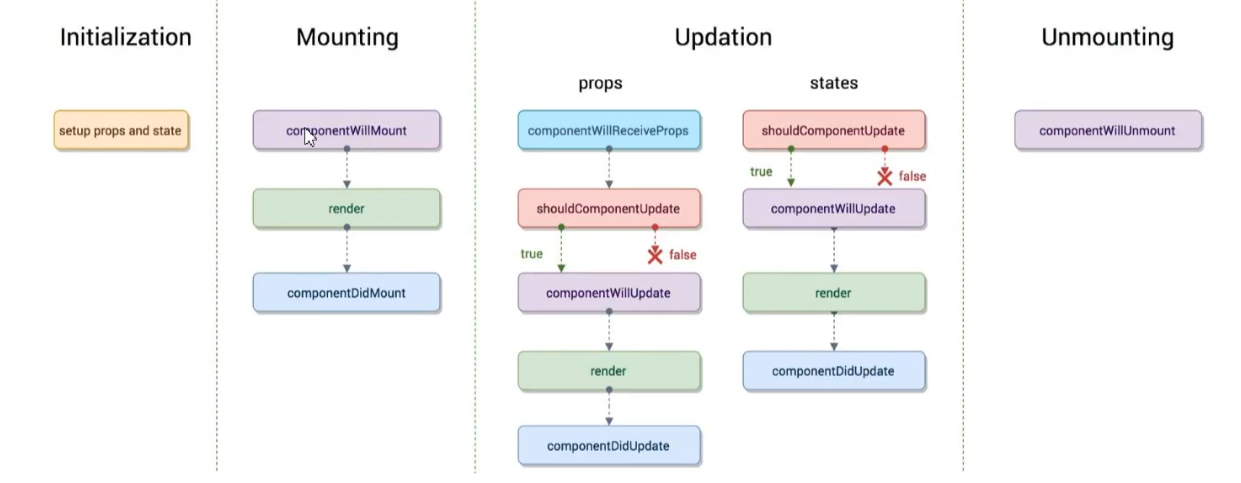 Initialization
setup props and state
Mounting
componentWillMount
render
componentDidMount
Updation
props
componentWillReceiveProps
shouldComponentUpdate
true
false
componentWillUpdate
render
componentDidUpdate
states
shouldComponentUpdate
true
false
componentWillUpdate
render
componentDidUpdate
Unmounting
componentWillUnmount